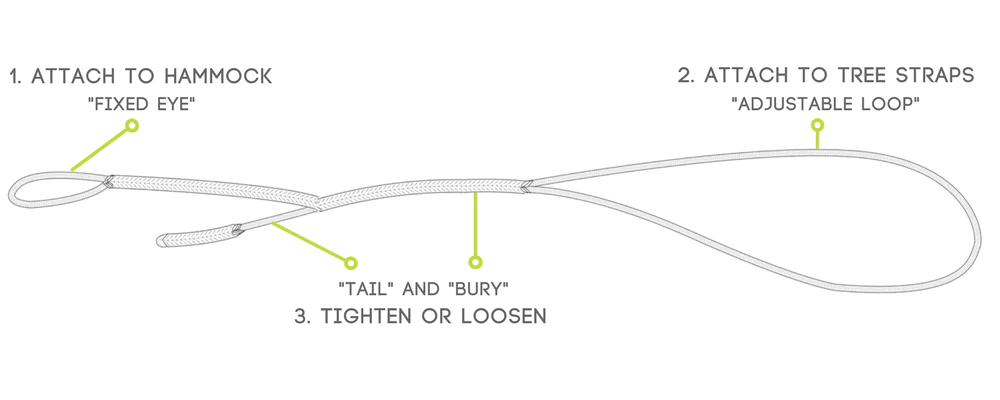 1. ATTACH TO HAMMOCK
"FIXED EYE"
2. ATTACH TO TREE STRAPS
"ADJUSTABLE LOOP"
"TAIL" AND "BURY"
3. TIGHTEN OR LOOSEN